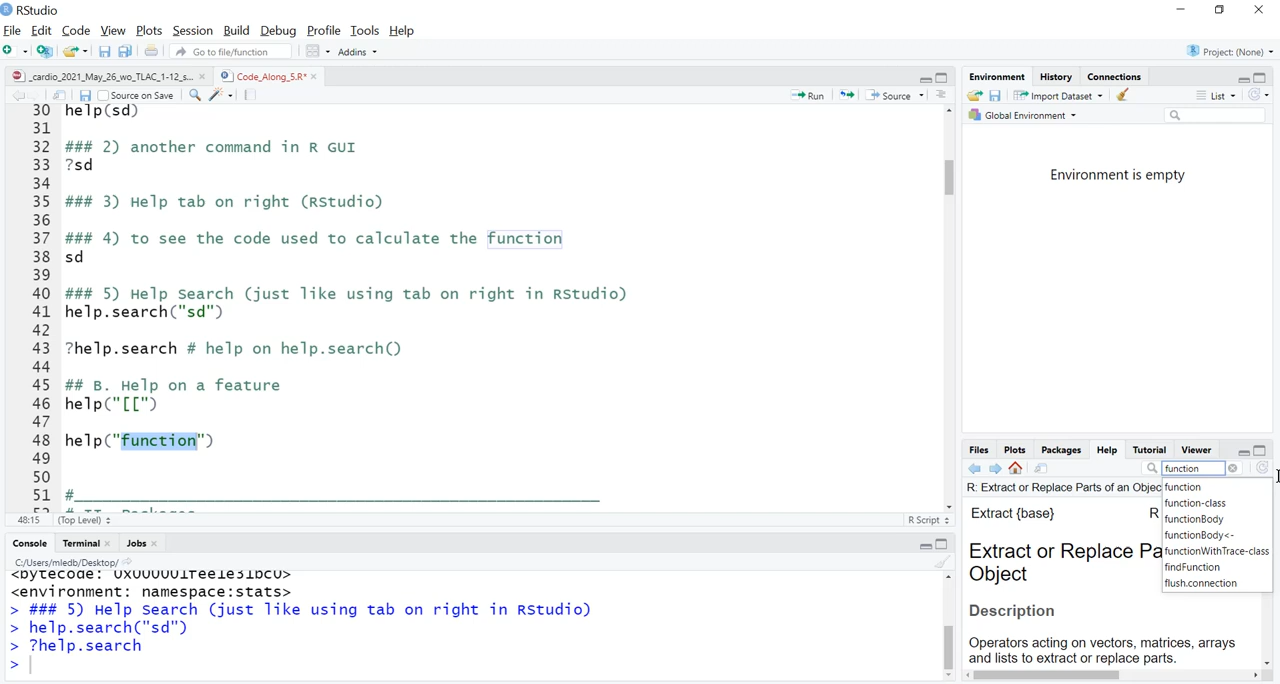 RStudio
File Edit Code View Plots Session Build Debug Profile Tools Help
Go to file/function Addins Project: (None)
_cardio_2021_May_26_wo_TLAC_1-12_s... Code_Along_5.R*
Source on Save Run Source
30 help(sd)
31
32 ### 2) another command in R GUI
33 ?sd
34
35 ### 3) Help tab on right (RStudio)
36
37 ### 4) to see the code used to calculate the function
38 sd
39
40 ### 5) Help Search (just like using tab on right in RStudio)
41 help.search("sd")
42
43 ?help.search # help on help.search()
44
45 ## B. Help on a feature
46 help("[[")
47
48 help("function")
49
50
51 #
48:15 (Top Level) R Script
Console Terminal Jobs
C:/Users/mledb/Desktop/
<environment: namespace:stats>
> ### 5) Help Search (just like using tab on right in RStudio)
> help.search("sd")
> ?help.search
>
Environment History Connections
Import Dataset List
Global Environment
Environment is empty
Files Plots Packages Help Tutorial Viewer
function
R: Extract or Replace Parts of an Objec
function
function-class
functionBody
functionBody<-
functionWithTrace-class
findFunction
flush.connection
Extract {base} R
Extract or Replace Pa
Object
Description
Operators acting on vectors, matrices, arrays
and lists to extract or replace parts.